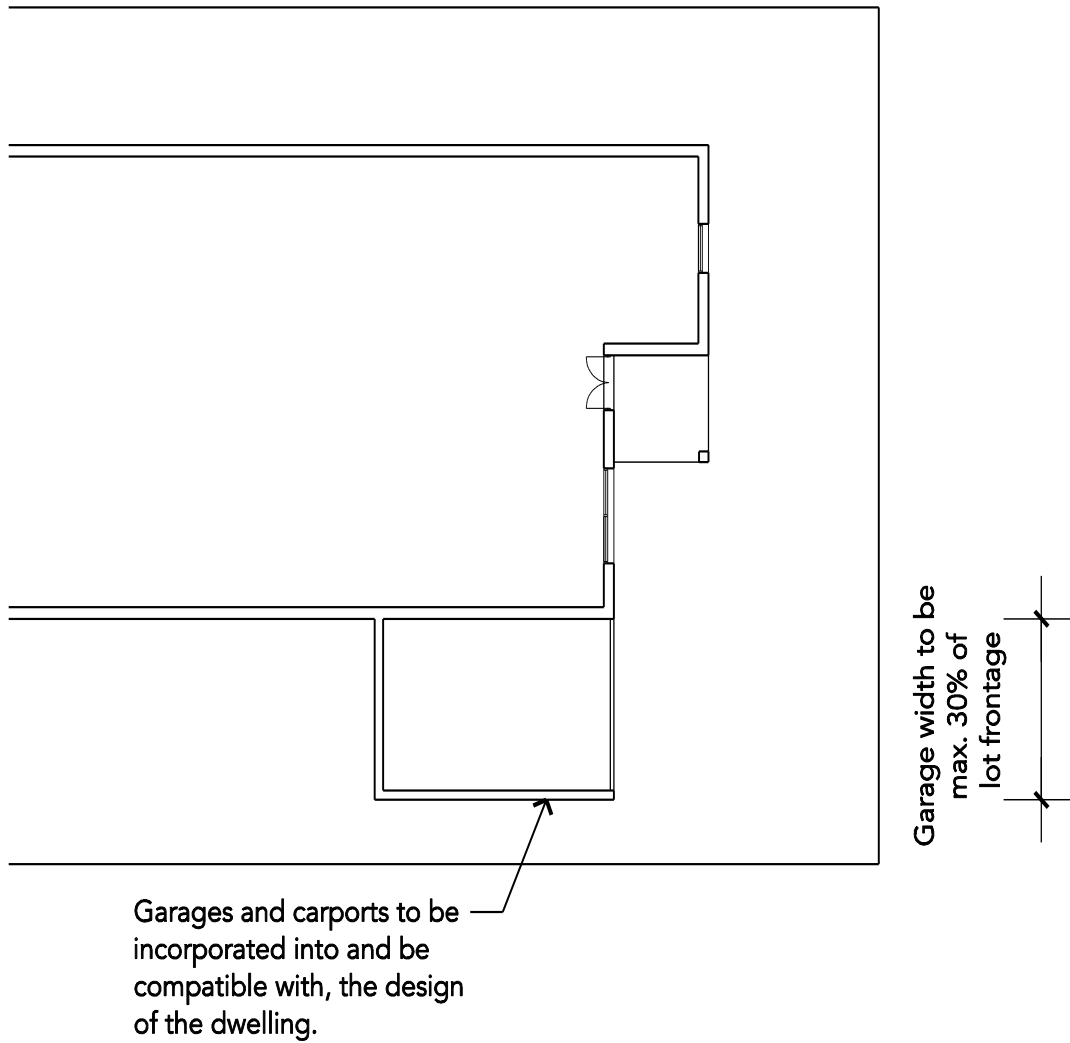 Garage width to be
max. 30% of
lot frontage
Garages and carports to be
incorporated into and be
compatible with, the design
of the dwelling.